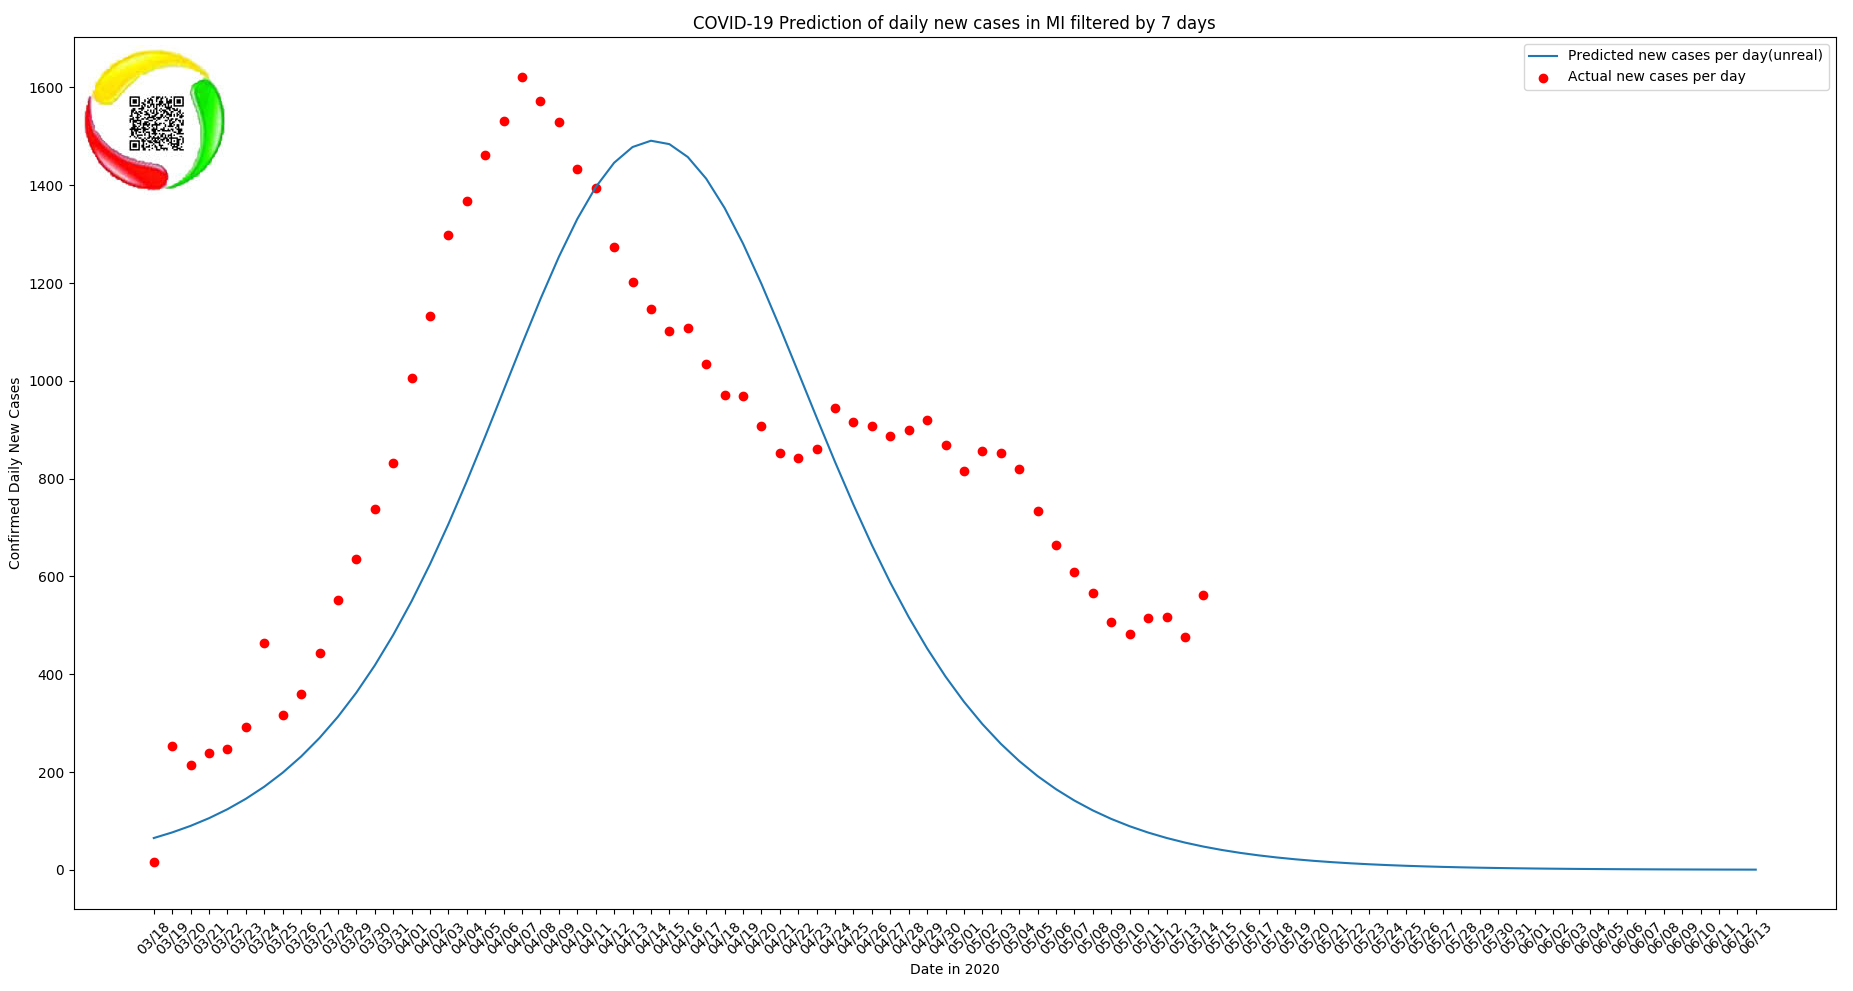 COVID-19 Prediction of daily new cases in MI filtered by 7 days
Predicted new cases per day(unreal)
Actual new cases per day
Confirmed Daily New Cases
1600
1400
1200
1000
800
600
400
200
0
03/18 03/19 03/20 03/21 03/22 03/23 03/24 03/25 03/26 03/27 03/28 03/29 03/30 03/31 04/01 04/02 04/03 04/04 04/05 04/06 04/07 04/08 04/09 04/10 04/11 04/12 04/13 04/14 04/15 04/16 04/17 04/18 04/19 04/20 04/21 04/22 04/23 04/24 04/25 04/26 04/27 04/28 04/29 04/30 05/01 05/02 05/03 05/04 05/05 05/06 05/07 05/08 05/09 05/10 05/11 05/12 05/13 05/14 05/15 05/16 05/17 05/18 05/19 05/20 05/21 05/22 05/23 05/24 05/25 05/26 05/27 05/28 05/29 05/30 05/31 06/01 06/02 06/03 06/04 06/05 06/06 06/07 06/08 06/09 06/10 06/11 06/12 06/13
Date in 2020